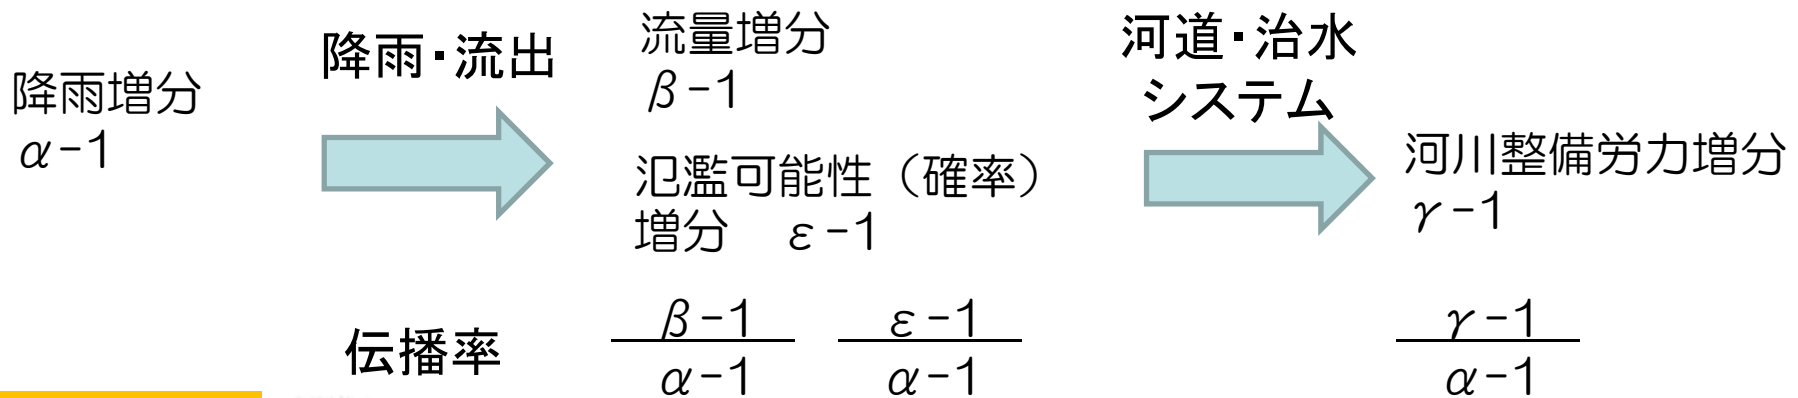 降雨増分
α-1
降雨・流出
流量増分
β-1
氾濫可能性（確率）
増分　ε-1
河道・治水
システム
河川整備労力増分
γ-1
伝播率
β-1
α-1
ε-1
α-1
γ-1
α-1